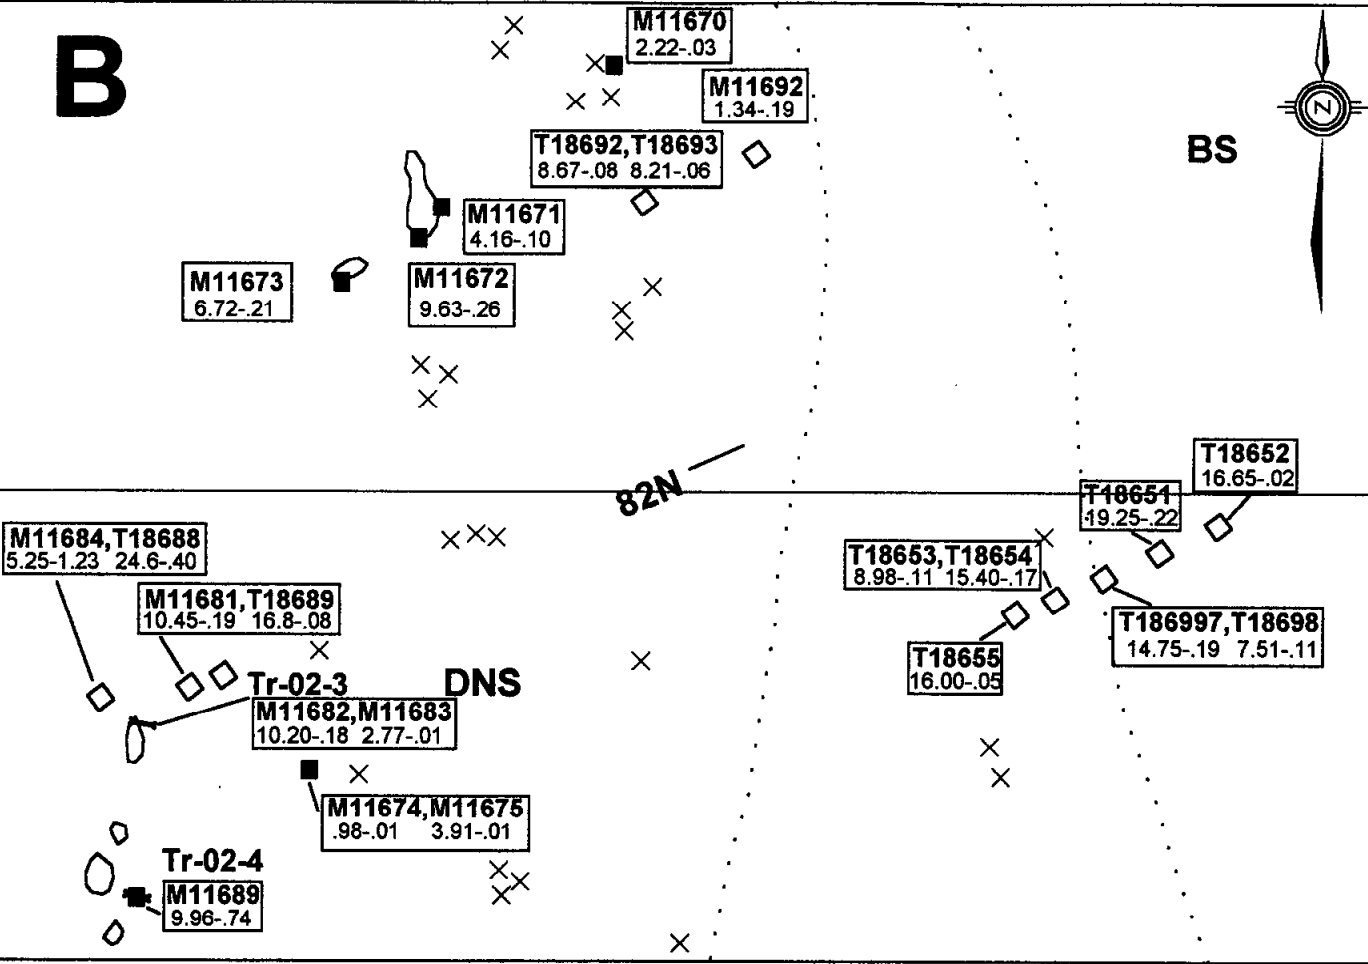 B
M11670
2.22-.03
M11692
1.34-.19
T18692,T18693
8.67-.08 8.21-.06
BS
N
M11671
4.16-.10
M11673
6.72-.21
M11672
9.63-.26
82N
T18652
16.65-.02
T18651
19.25-.22
M11684,T18688
5.25-1.23 24.6-.40
T18653,T18654
8.98-.11 15.40-.17
M11681,T18689
10.45-.19 16.8-.08
T186997,T18698
14.75-.19 7.51-.11
T18655
16.00-.05
Tr-02-3
DNS
M11682,M11683
10.20-.18 2.77-.01
M11674,M11675
.98-.01 3.91-.01
Tr-02-4
M11689
9.96-.74